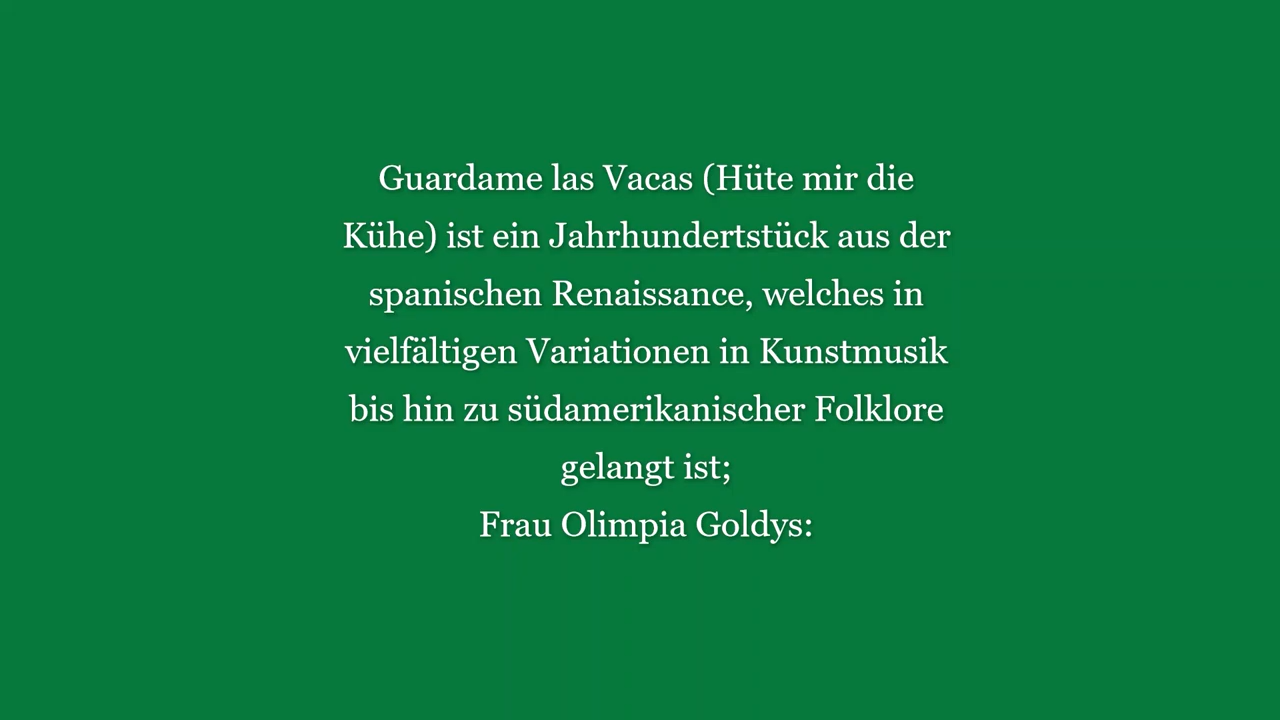 Guardame las Vacas (Hüte mir die
Kühe) ist ein Jahrhundertstück aus der
spanischen Renaissance, welches in
vielfältigen Variationen in Kunstmusik
bis hin zu südamerikanischer Folklore
gelangt ist;
Frau Olimpia Goldys: